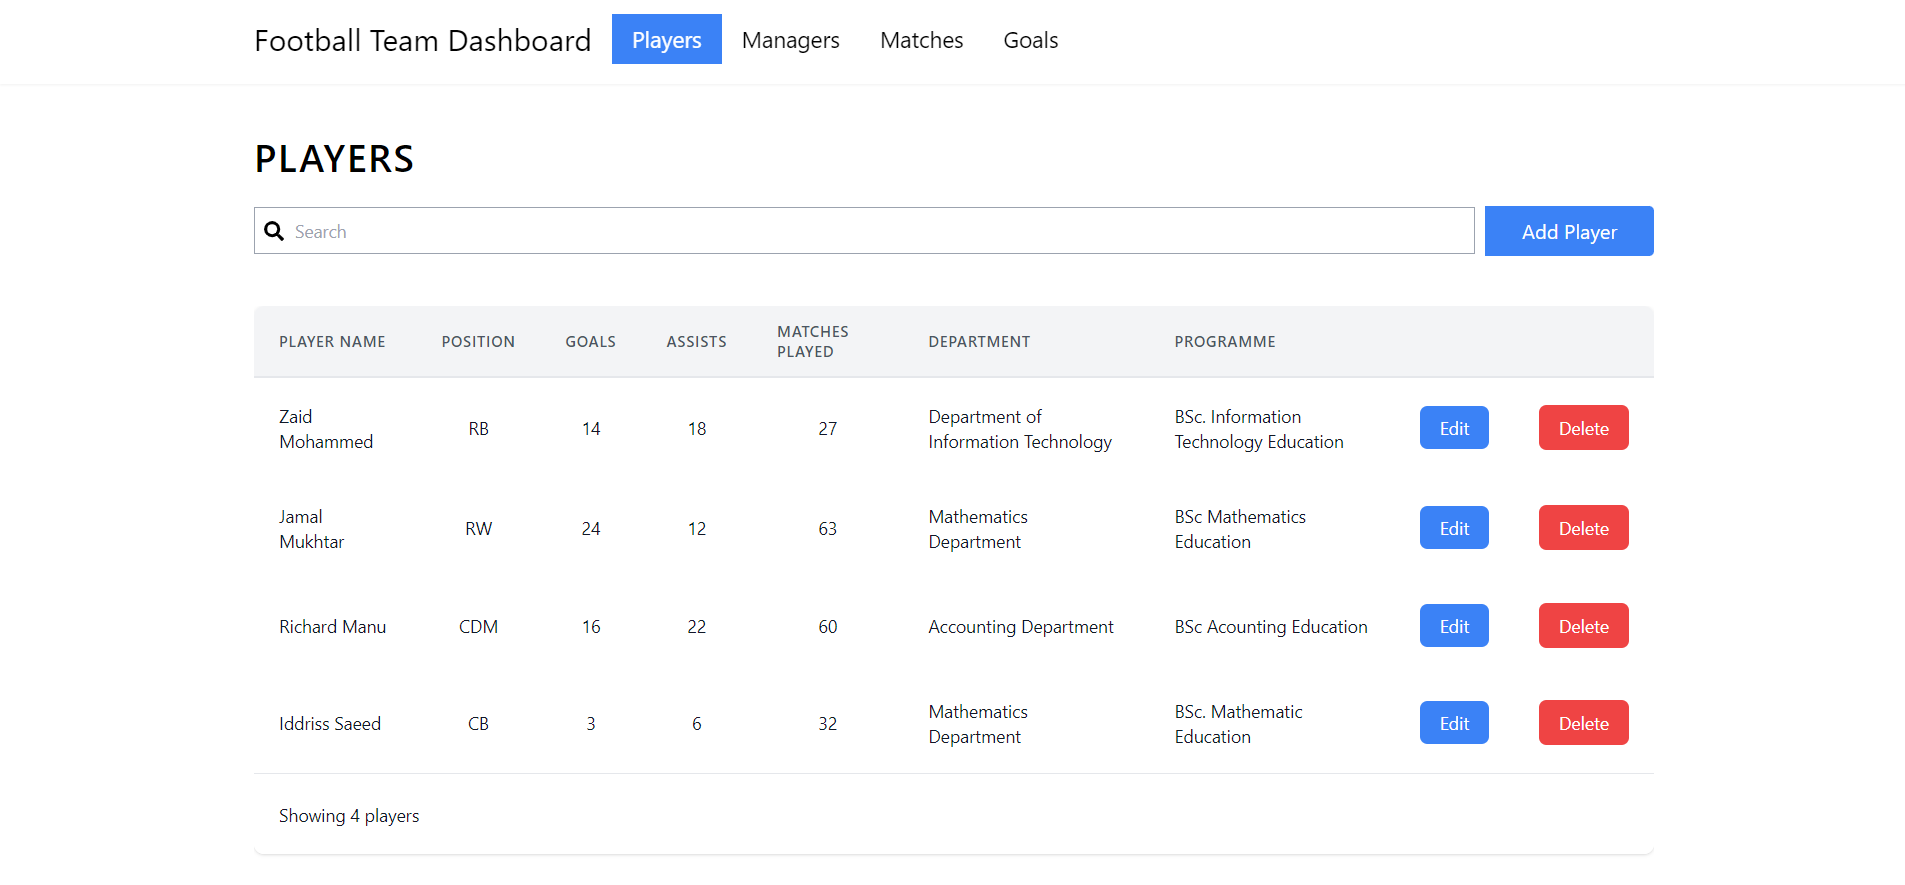 Football Team Dashboard Players Managers Matches Goals
PLAYERS
Search Add Player
PLAYER NAME POSITION GOALS ASSISTS MATCHES PLAYED DEPARTMENT PROGRAMME
Zaid Mohammed RB 14 18 27 Department of Information Technology BSc. Information Technology Education Edit Delete
Jamal Mukhtar RW 24 12 63 Mathematics Department BSc Mathematics Education Edit Delete
Richard Manu CDM 16 22 60 Accounting Department BSc Acounting Education Edit Delete
Iddriss Saeed CB 3 6 32 Mathematics Department BSc. Mathematic Education Edit Delete
Showing 4 players